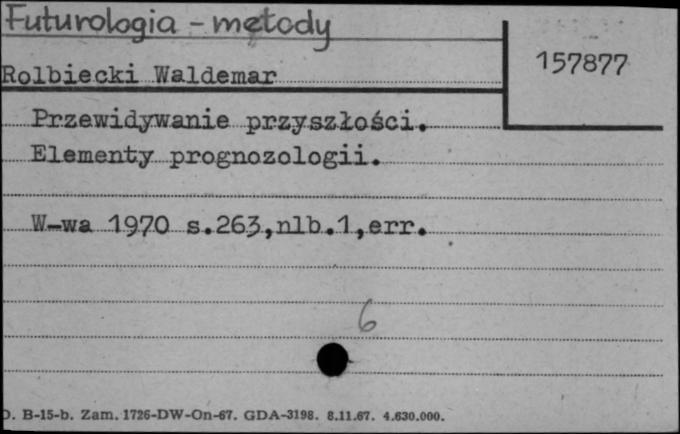 Futurologia - metody
157877
Rolbiecki Waldemar
Przewidywanie przyszłości.
Elementy prognozologii.
W-wa 1970 s.263,nlb.1,err.
6
D. B-15-b. Zam. 1726-DW-On-67. GDA-3198. 8.11.67. 4.630.000.